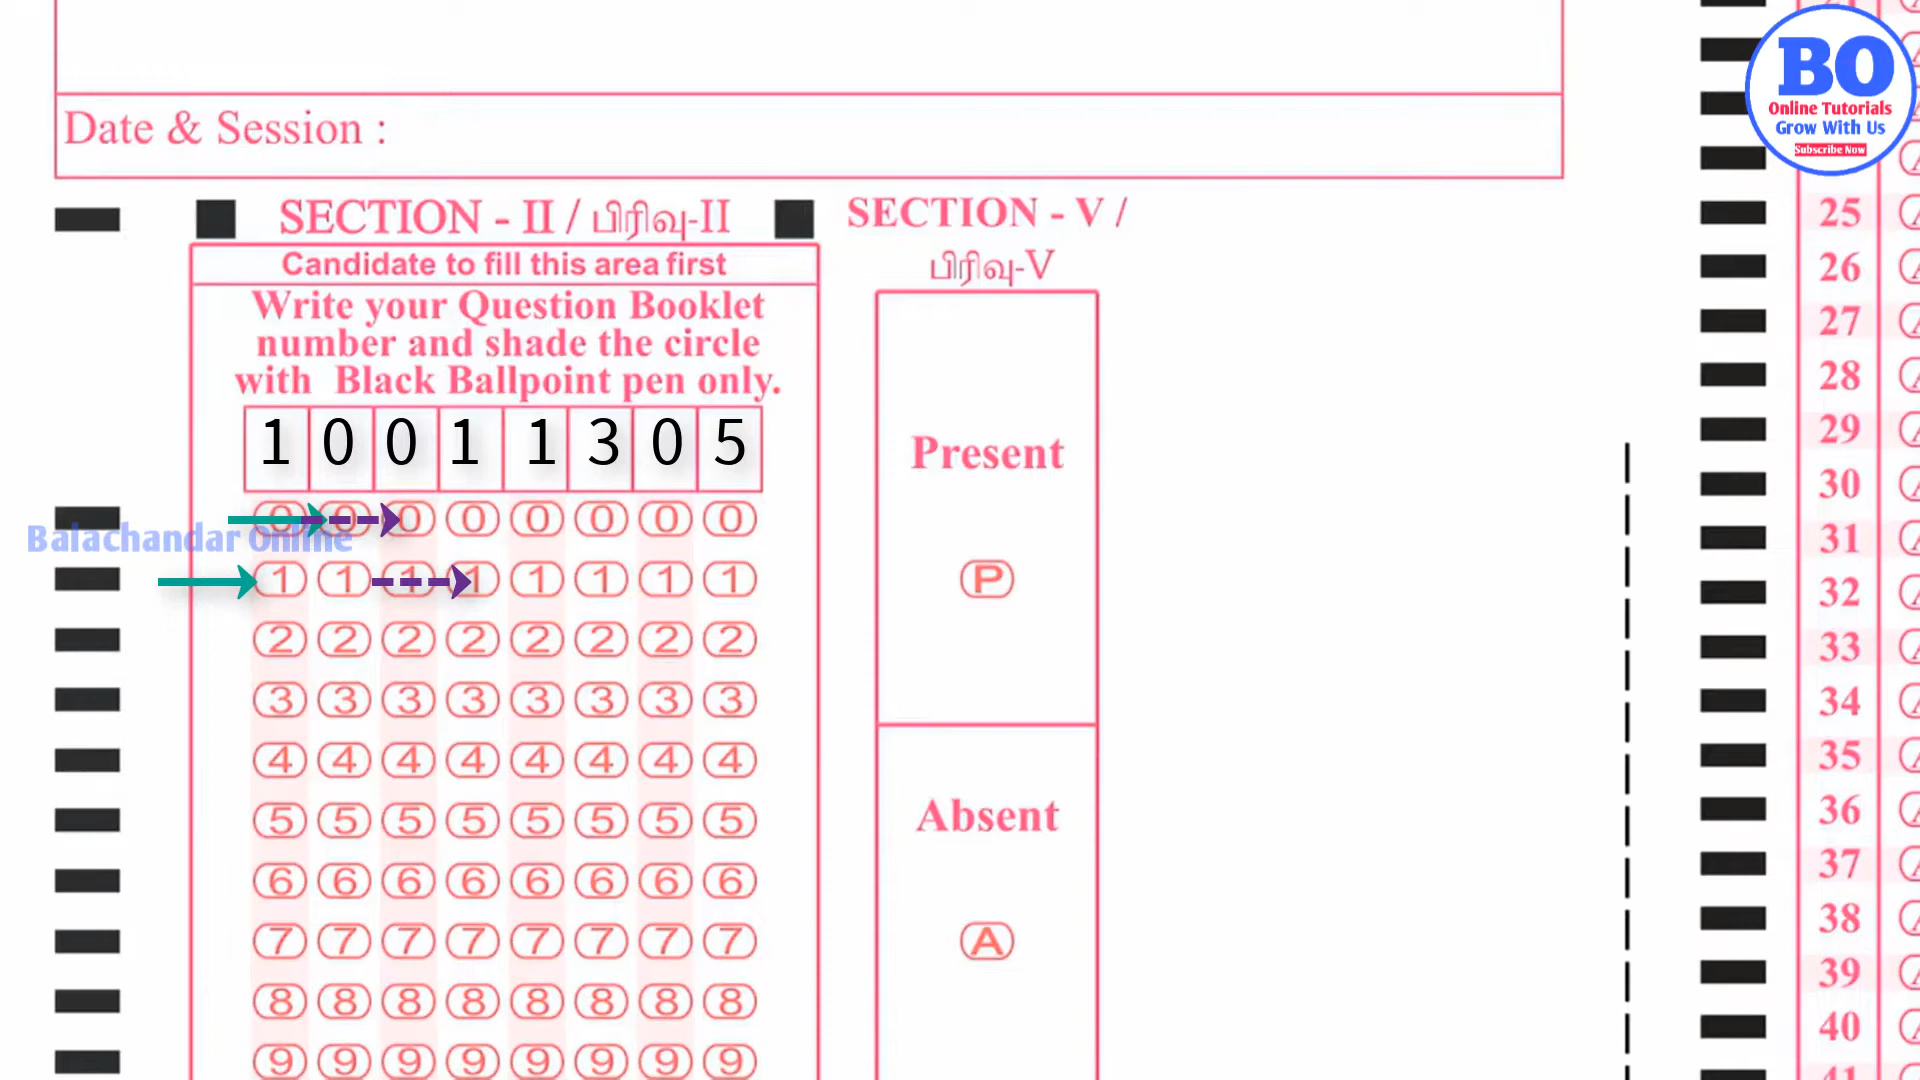 Date & Session :
BO
Online Tutorials
Grow With Us
Subscribe Now
SECTION - II / பிரிவு-II
Candidate to fill this area first
Write your Question Booklet
number and shade the circle
with Black Ballpoint pen only.
1 0 0 1 1 3 0 5
0 0 0 0 0 0 0 0
Balachandar Online
1 1 1 1 1 1 1 1
2 2 2 2 2 2 2 2
3 3 3 3 3 3 3 3
4 4 4 4 4 4 4 4
5 5 5 5 5 5 5 5
6 6 6 6 6 6 6 6
7 7 7 7 7 7 7 7
8 8 8 8 8 8 8 8
9 9 9 9 9 9 9 9
SECTION - V /
பிரிவு-V
Present
P
Absent
A
25
26
27
28
29
30
31
32
33
34
35
36
37
38
39
40
41